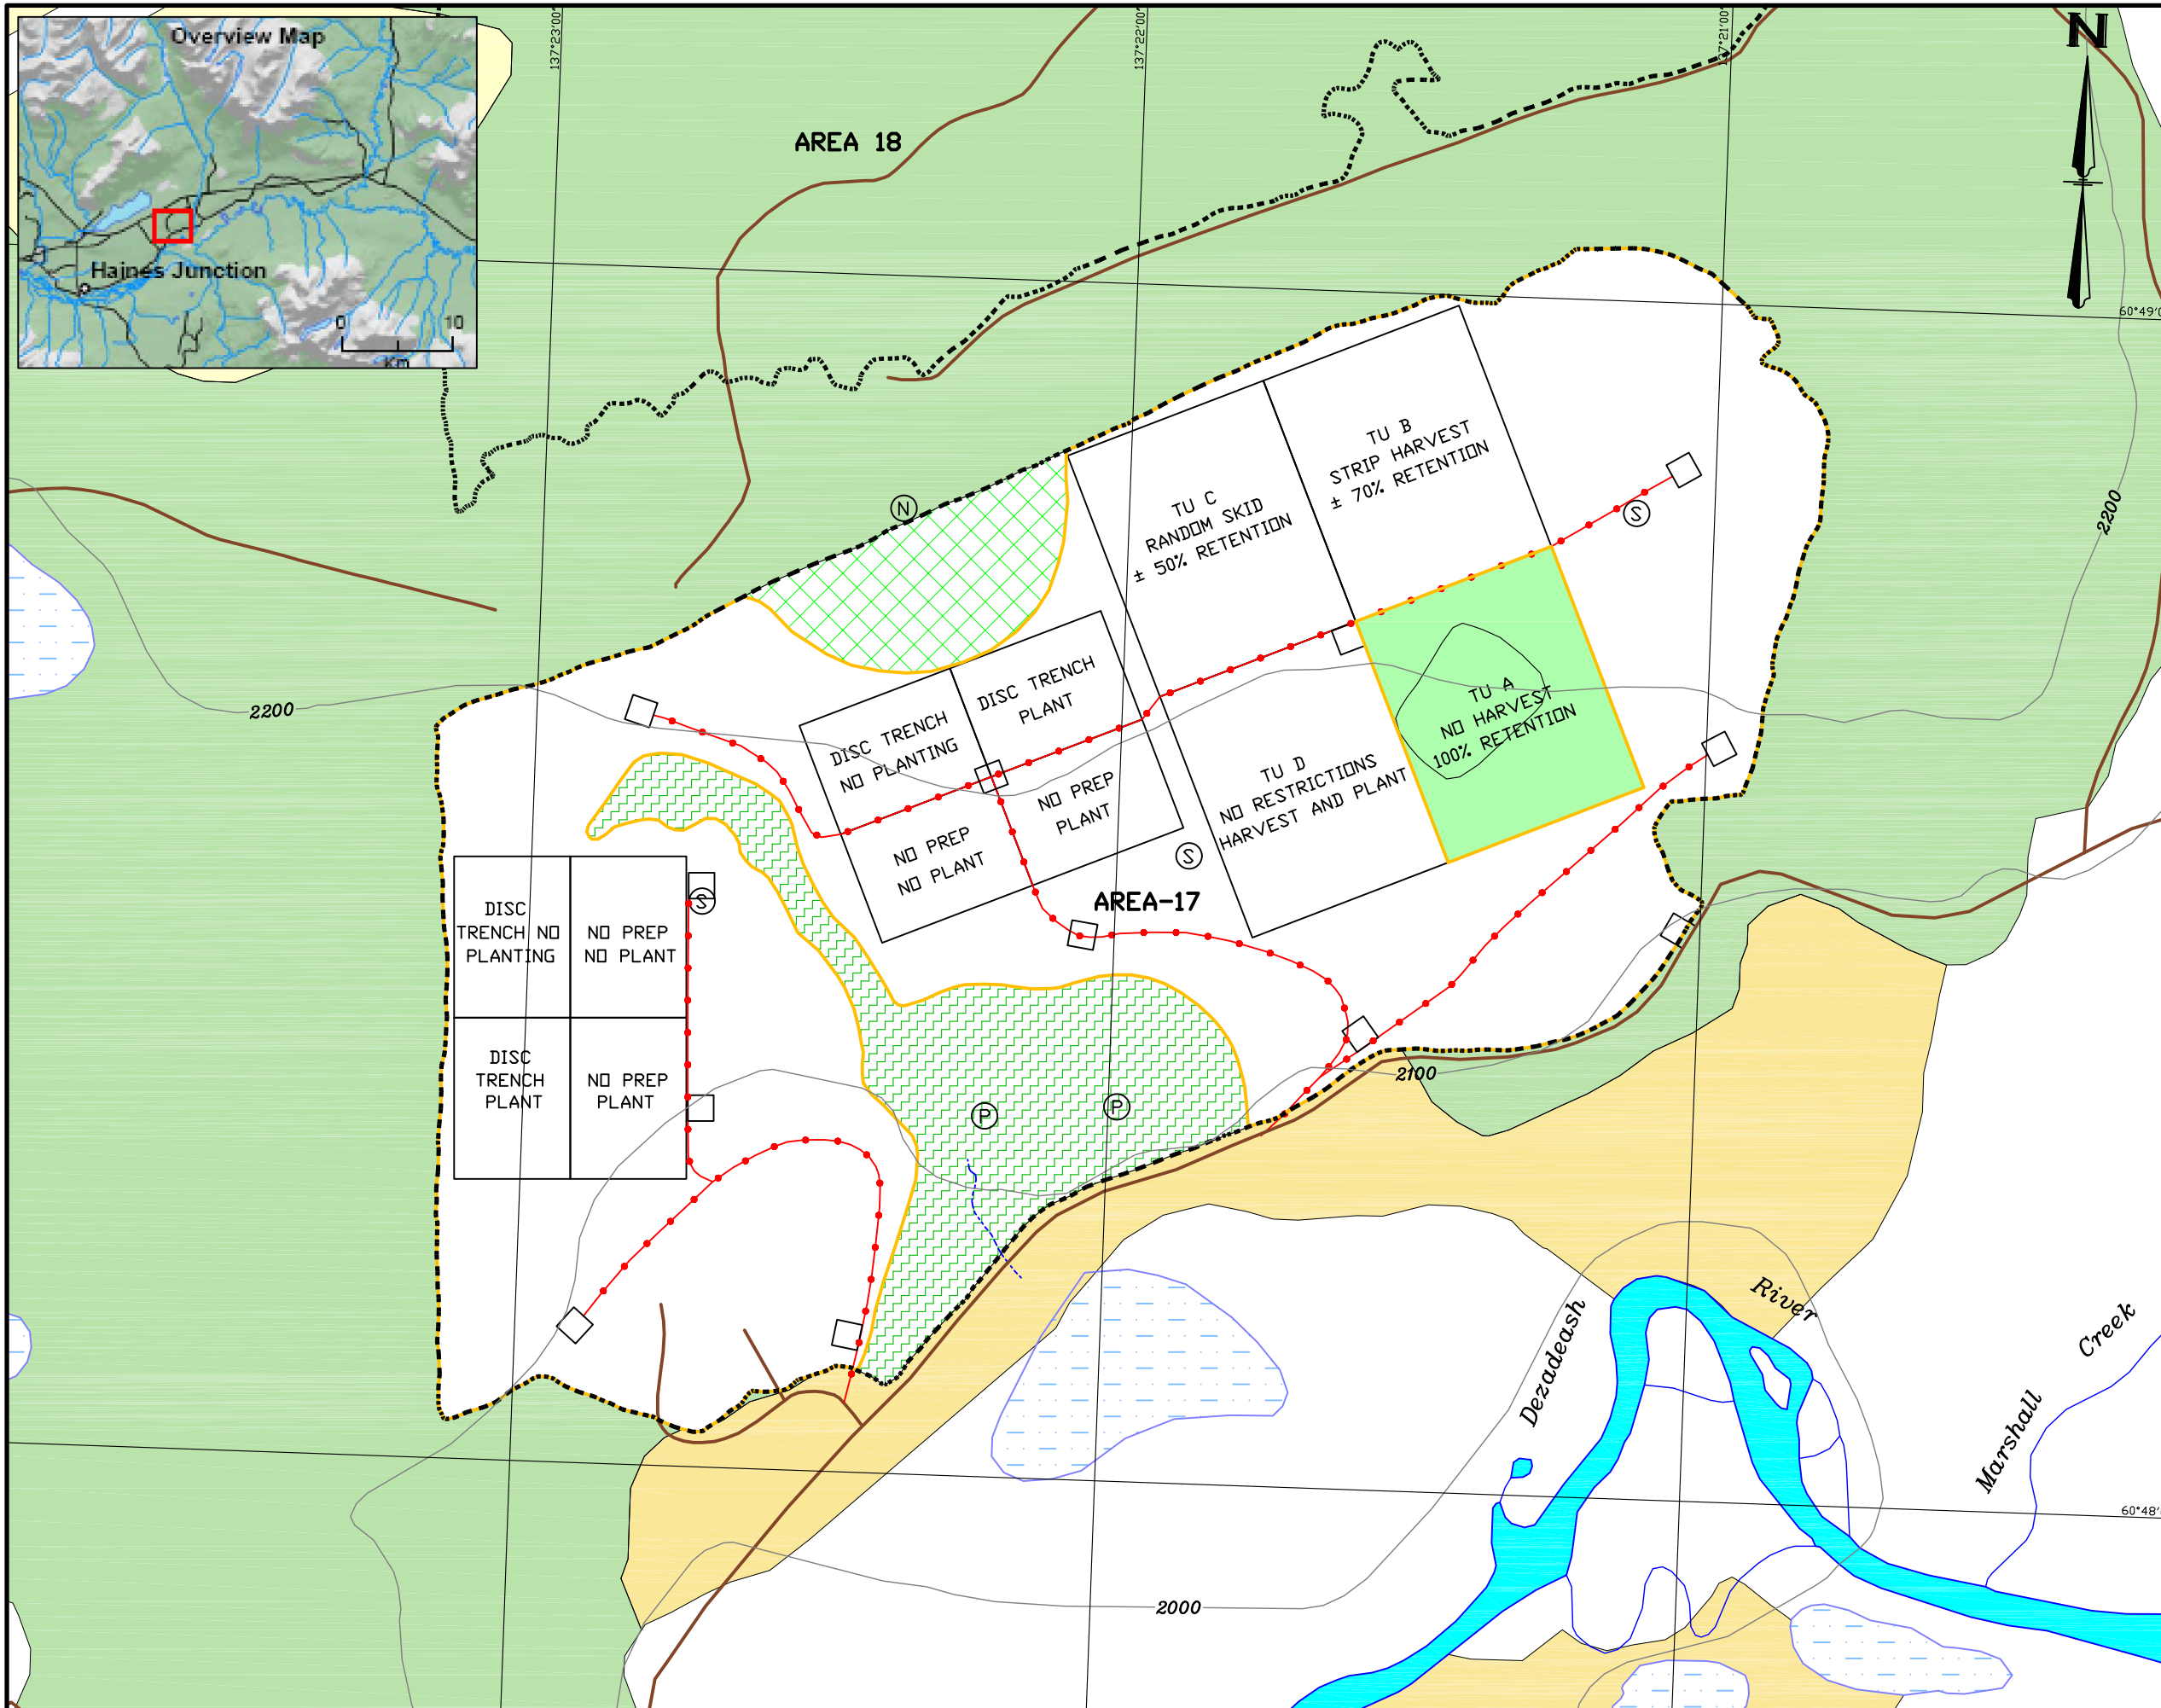 Overview Map
Haines Junction
0 10
Km
137°23'00"
137°22'00"
137°21'00"
N
AREA 18
60°49'0
2200
N
TU B
STRIP HARVEST
± 70% RETENTION
TU C
RANDOM SKID
± 50% RETENTION
S
2200
DISC TRENCH
PLANT
DISC TRENCH
NO PLANTING
TU A
NO HARVEST
100% RETENTION
TU D
NO RESTRICTIONS
HARVEST AND PLANT
NO PREP
PLANT
NO PREP
NO PLANT
S
AREA-17
S
DISC
TRENCH NO
PLANTING
NO PREP
NO PLANT
DISC
TRENCH
PLANT
NO PREP
PLANT
P
P
2100
Dezadeash
River
Marshall
Creek
60°48'
2000